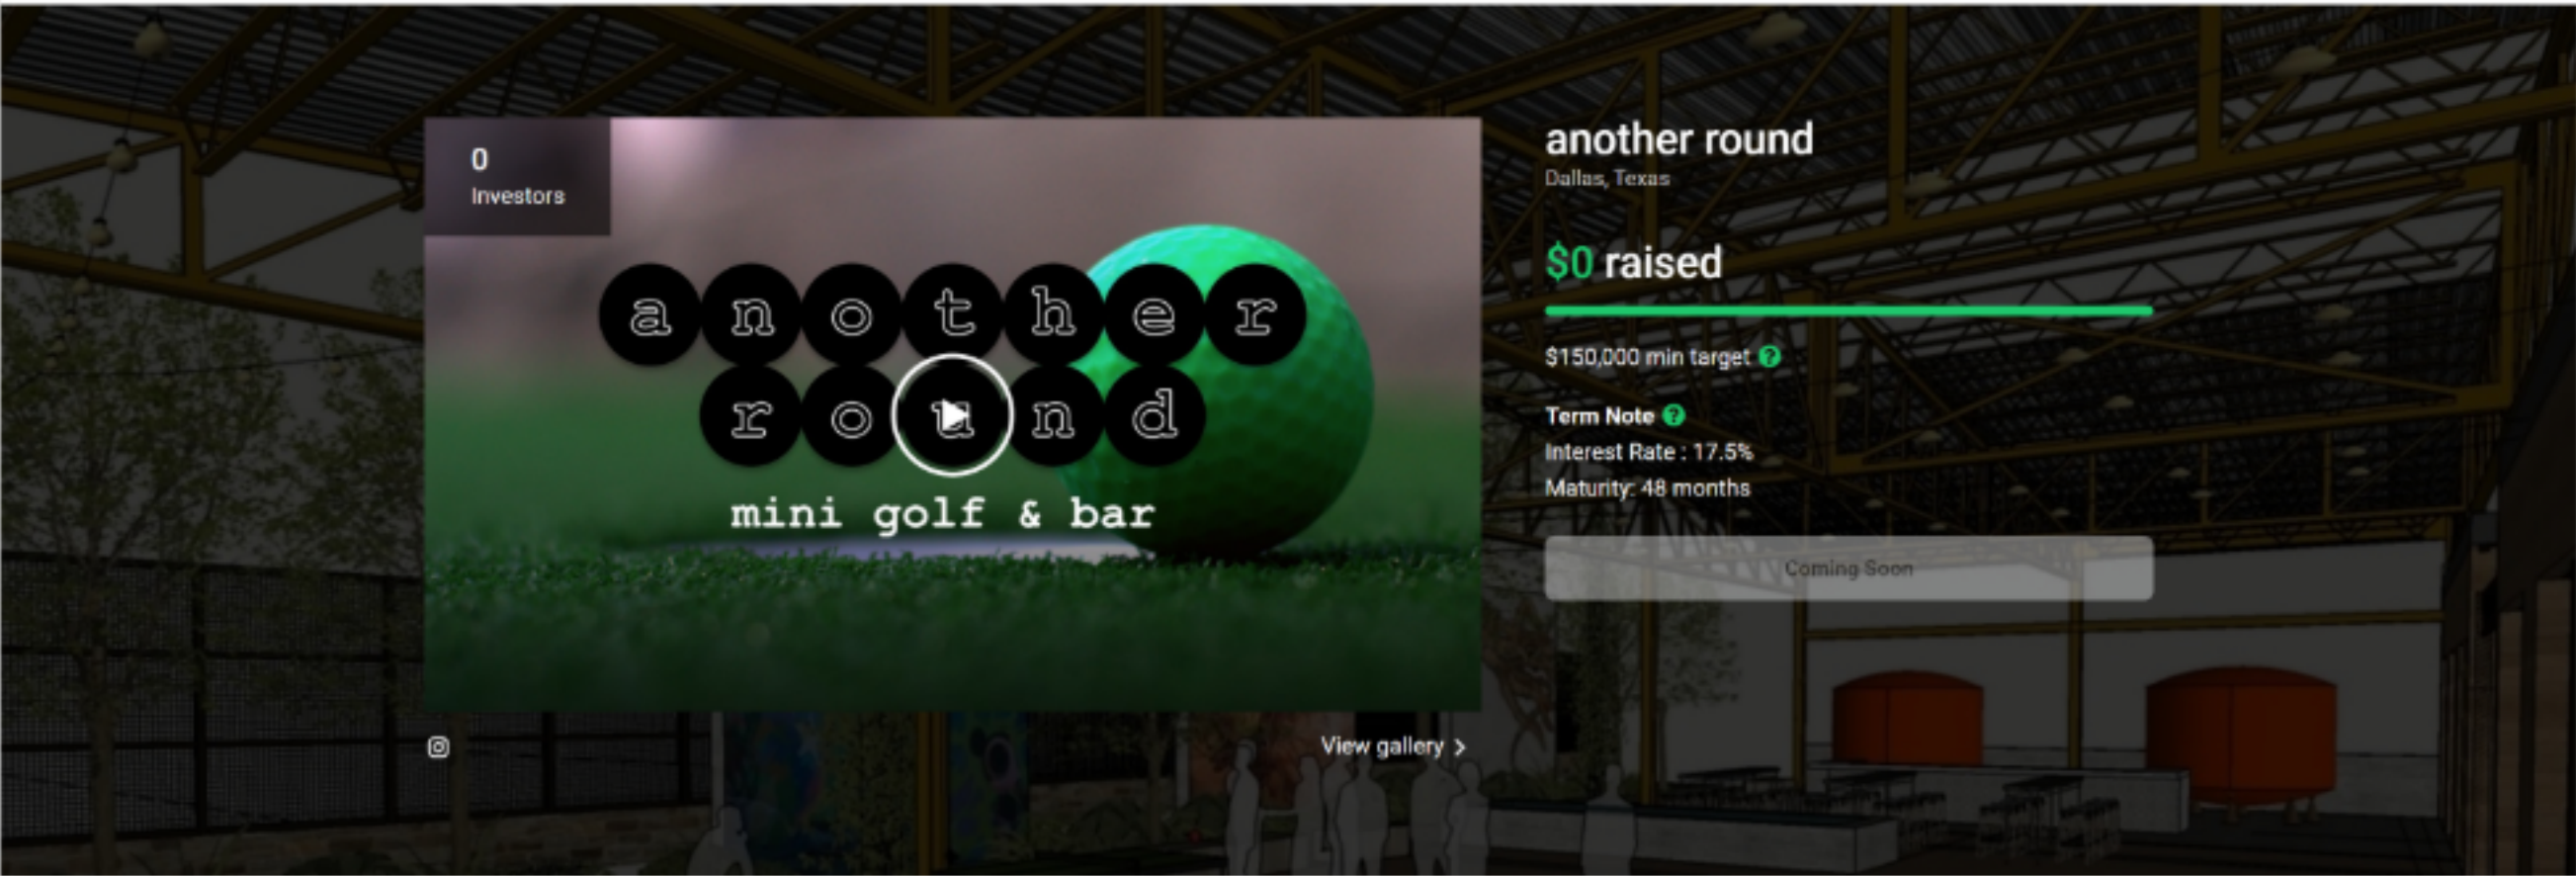 0
Investors
another
round
mini golf & bar
View gallery
another round
Dallas, Texas
$0 raised
$150,000 min target ?
Term Note ?
Interest Rate : 17.5%
Maturity: 48 months
Coming Soon